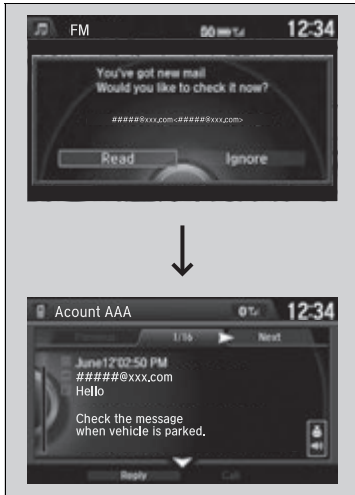 FM 12:34
You've got new mail
Would you like to check it now?
#####@xxx.com<#####@xxx.com>
Read Ignore
Acount AAA 12:34
Previous 1/16 Next
June12'02:50 PM
#####@xxx.com
Hello
Check the message
when vehicle is parked.
Reply Call